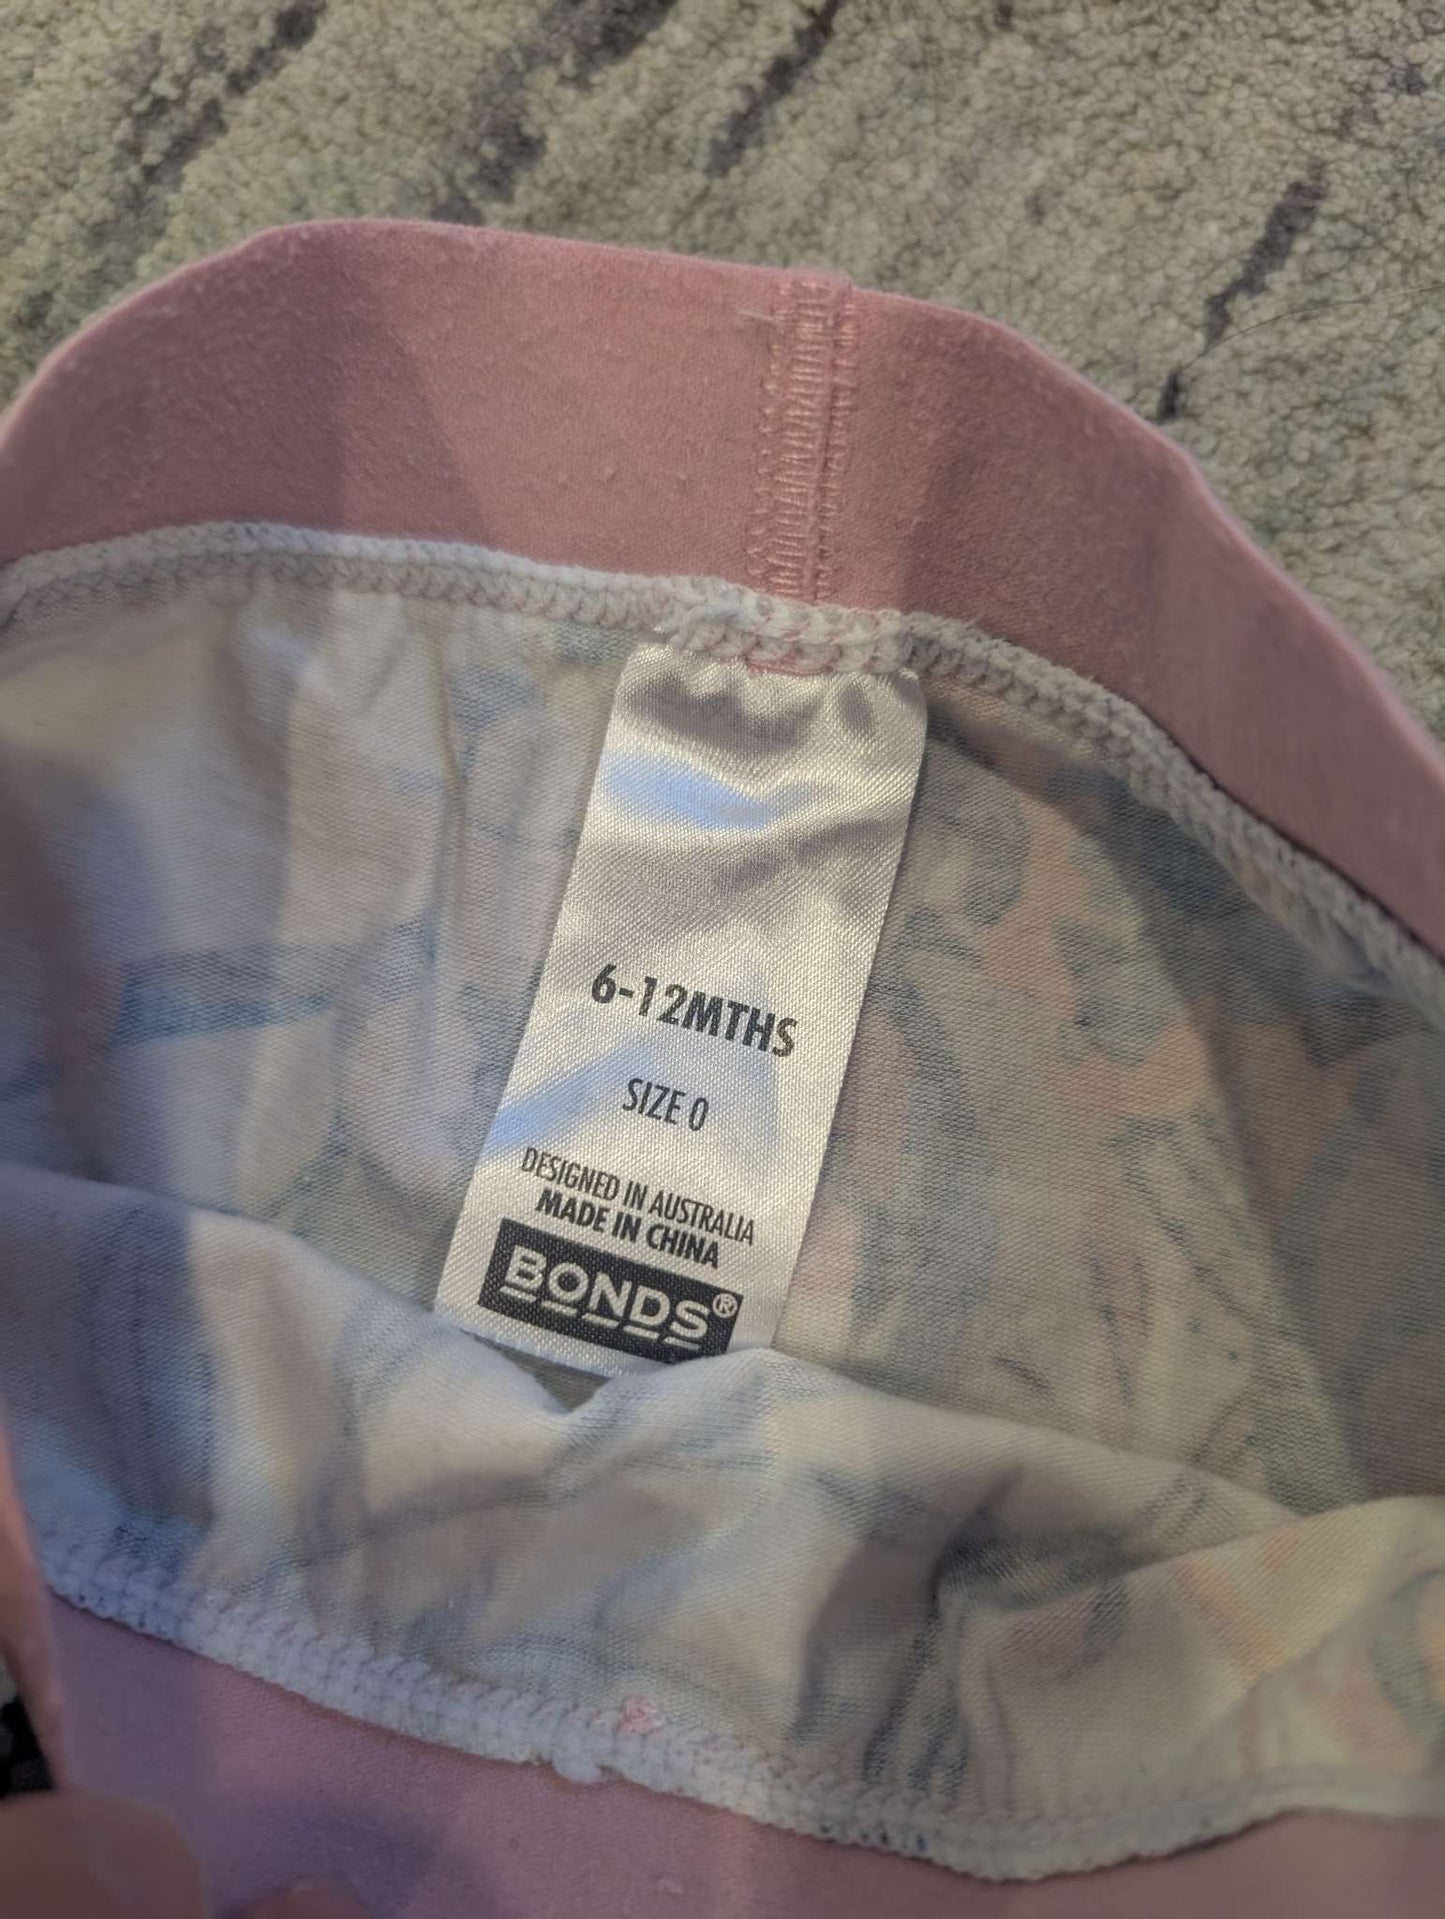 6-12MTHS
SIZE 0
DESIGNED IN AUSTRALIA
MADE IN CHINA
BONDS®